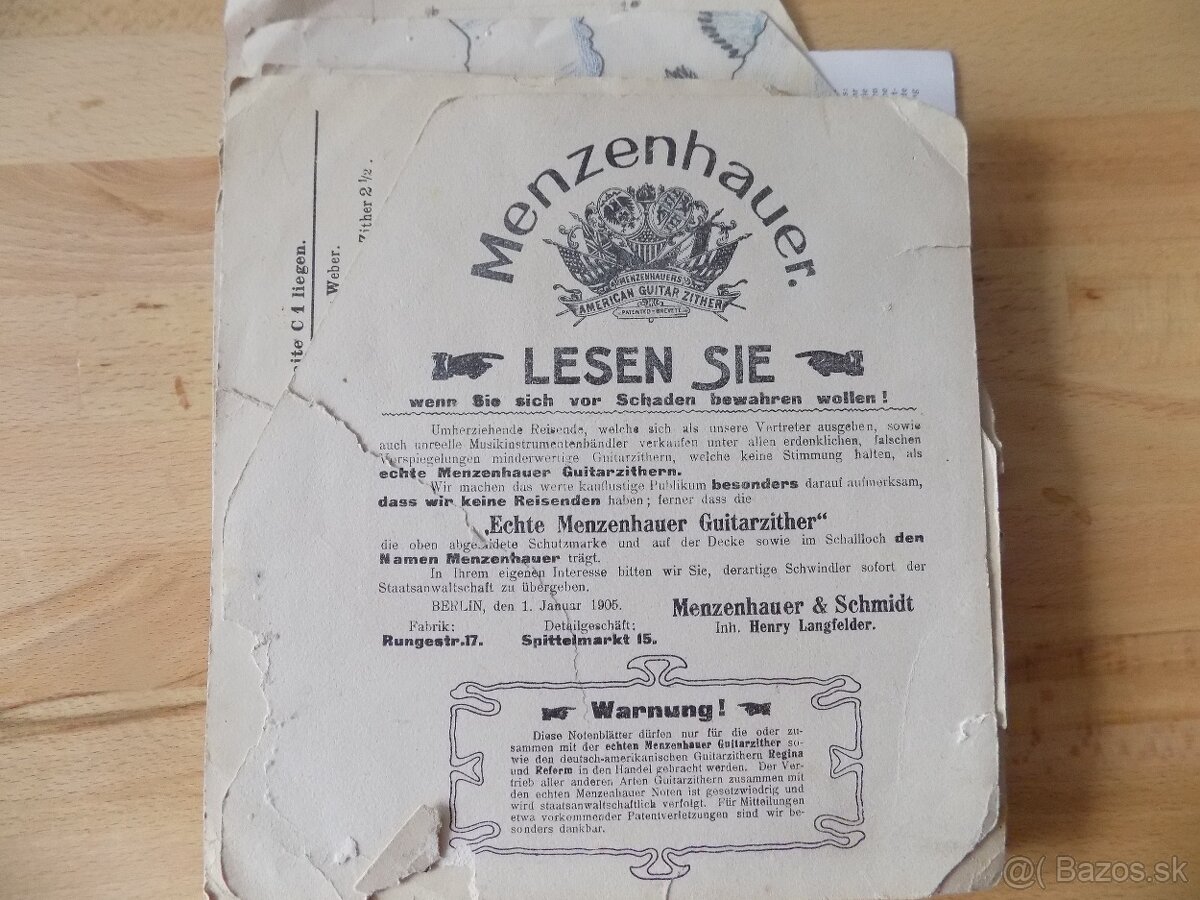 Menzenhauer.
MENZENHAUERS
AMERICAN GUITAR ZITHER
PATENTED - BREVETE
LESEN SIE
wenn Sie sich vor Schaden bewahren wollen!
Umherziehende Reisende, welche sich als unsere Vertreter ausgeben, sowie
auch unreelle Musikinstrumentenhändler verkaufen unter allen erdenklichen, falschen
Vorspiegelungen minderwertige Guitarzithern, welche keine Stimmung halten, als
echte Menzenhauer Guitarzithern.
Wir machen das werte kauflustige Publikum besonders darauf aufmerksam,
dass wir keine Reisenden haben; ferner dass die
„Echte Menzenhauer Guitarzither“
die oben abgebildete Schutzmarke und auf der Decke sowie im Schalloch den
Namen Menzenhauer trägt.
In Ihrem eigenen Interesse bitten wir Sie, derartige Schwindler sofort der
Staatsanwaltschaft zu übergeben.
BERLIN, den 1. Januar 1905.
Menzenhauer & Schmidt
Inh. Henry Langfelder.
Fabrik:
Rungestr.17.
Detailgeschäft:
Spittelmarkt 15.
Warnung!
Diese Notenblätter dürfen nur für die oder zu-
sammen mit der echten Menzenhauer Guitarzither so-
wie den deutsch-amerikanischen Guitarzithern Regina
und Reform in den Handel gebracht werden. Der Ver-
trieb aller anderen Arten Guitarzithern zusammen mit
den echten Menzenhauer Noten ist gesetzwiedrig und
wird staatsanwaltschaftlich verfolgt. Für Mitteilungen
etwa vorkommender Patentverletzungen sind wir be-
sonders dankbar.
eite C 1 liegen.
Weber.
Zither 2 1/2.
@( Bazos.sk